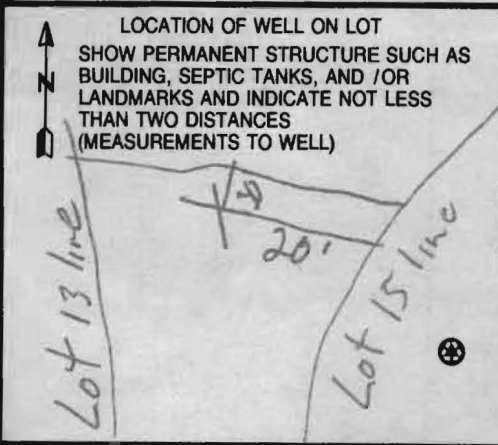 LOCATION OF WELL ON LOT
SHOW PERMANENT STRUCTURE SUCH AS
BUILDING, SEPTIC TANKS, AND /OR
LANDMARKS AND INDICATE NOT LESS
THAN TWO DISTANCES
(MEASUREMENTS TO WELL)
N
20'
Lot 13 line
Lot 15 line